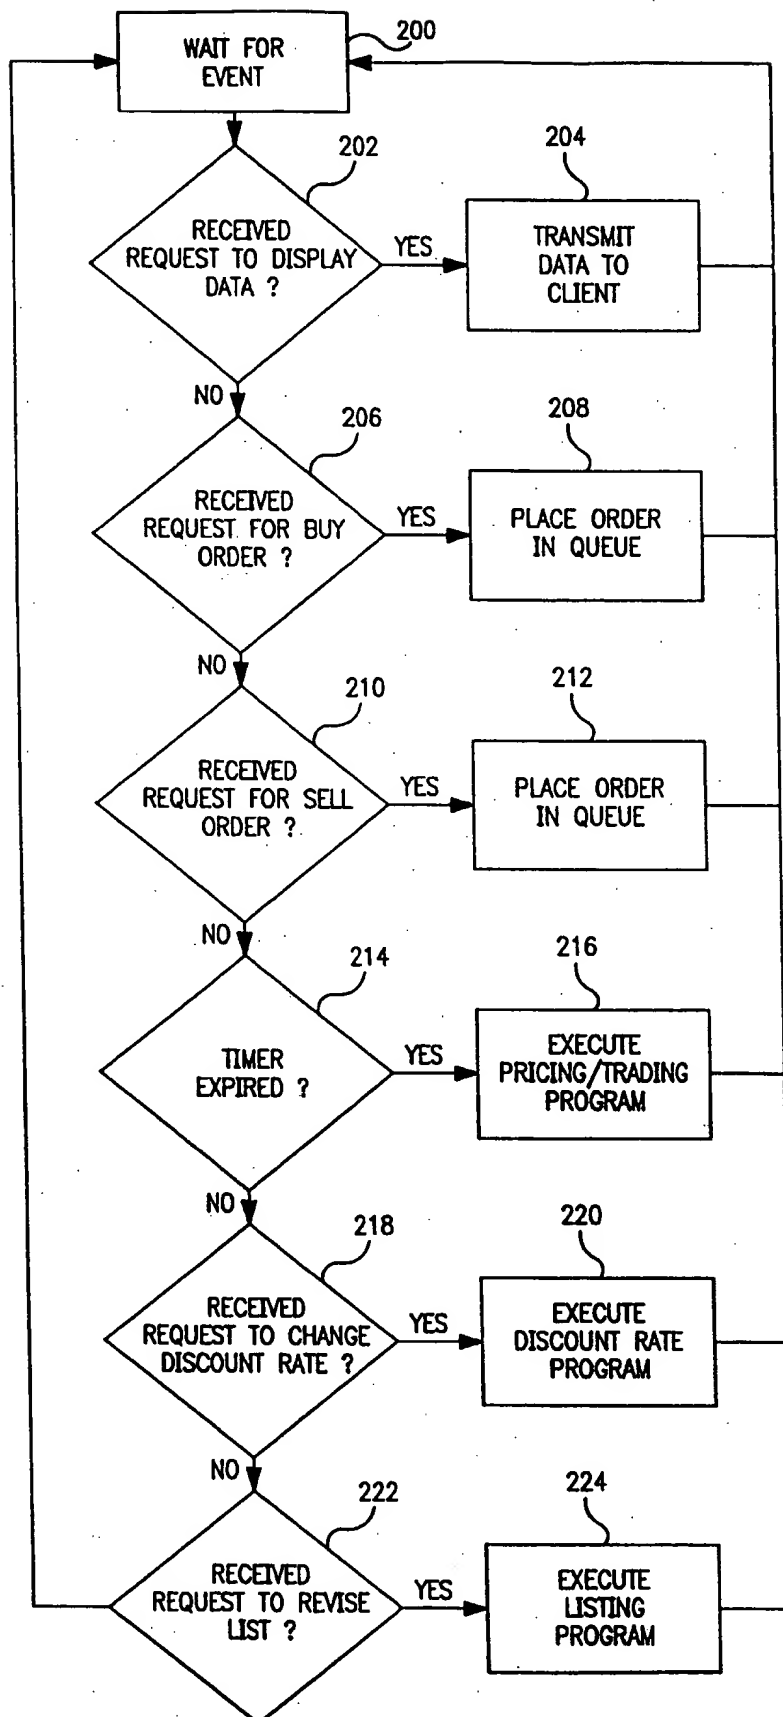 WAIT FOR
EVENT
200
202
RECEIVED
REQUEST TO DISPLAY
DATA ?
YES
204
TRANSMIT
DATA TO
CLIENT
NO
206
RECEIVED
REQUEST FOR BUY
ORDER ?
YES
208
PLACE ORDER
IN QUEUE
NO
210
RECEIVED
REQUEST FOR SELL
ORDER ?
YES
212
PLACE ORDER
IN QUEUE
NO
214
TIMER
EXPIRED ?
YES
216
EXECUTE
PRICING/TRADING
PROGRAM
NO
218
RECEIVED
REQUEST TO CHANGE
DISCOUNT RATE ?
YES
220
EXECUTE
DISCOUNT RATE
PROGRAM
NO
222
RECEIVED
REQUEST TO REVISE
LIST ?
YES
224
EXECUTE
LISTING
PROGRAM